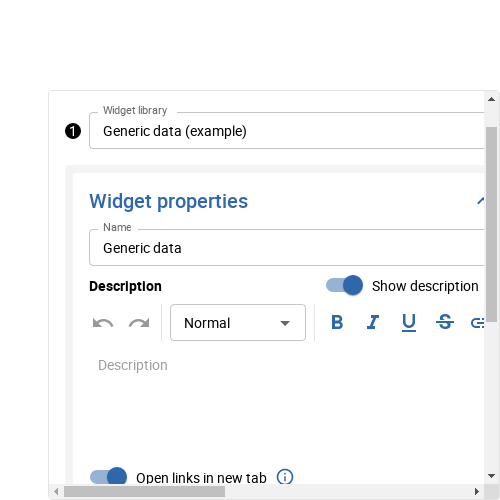 Widget library
1 Generic data (example)
Widget properties
Name
Generic data
Description Show description
Normal B I U S
Description
Open links in new tab